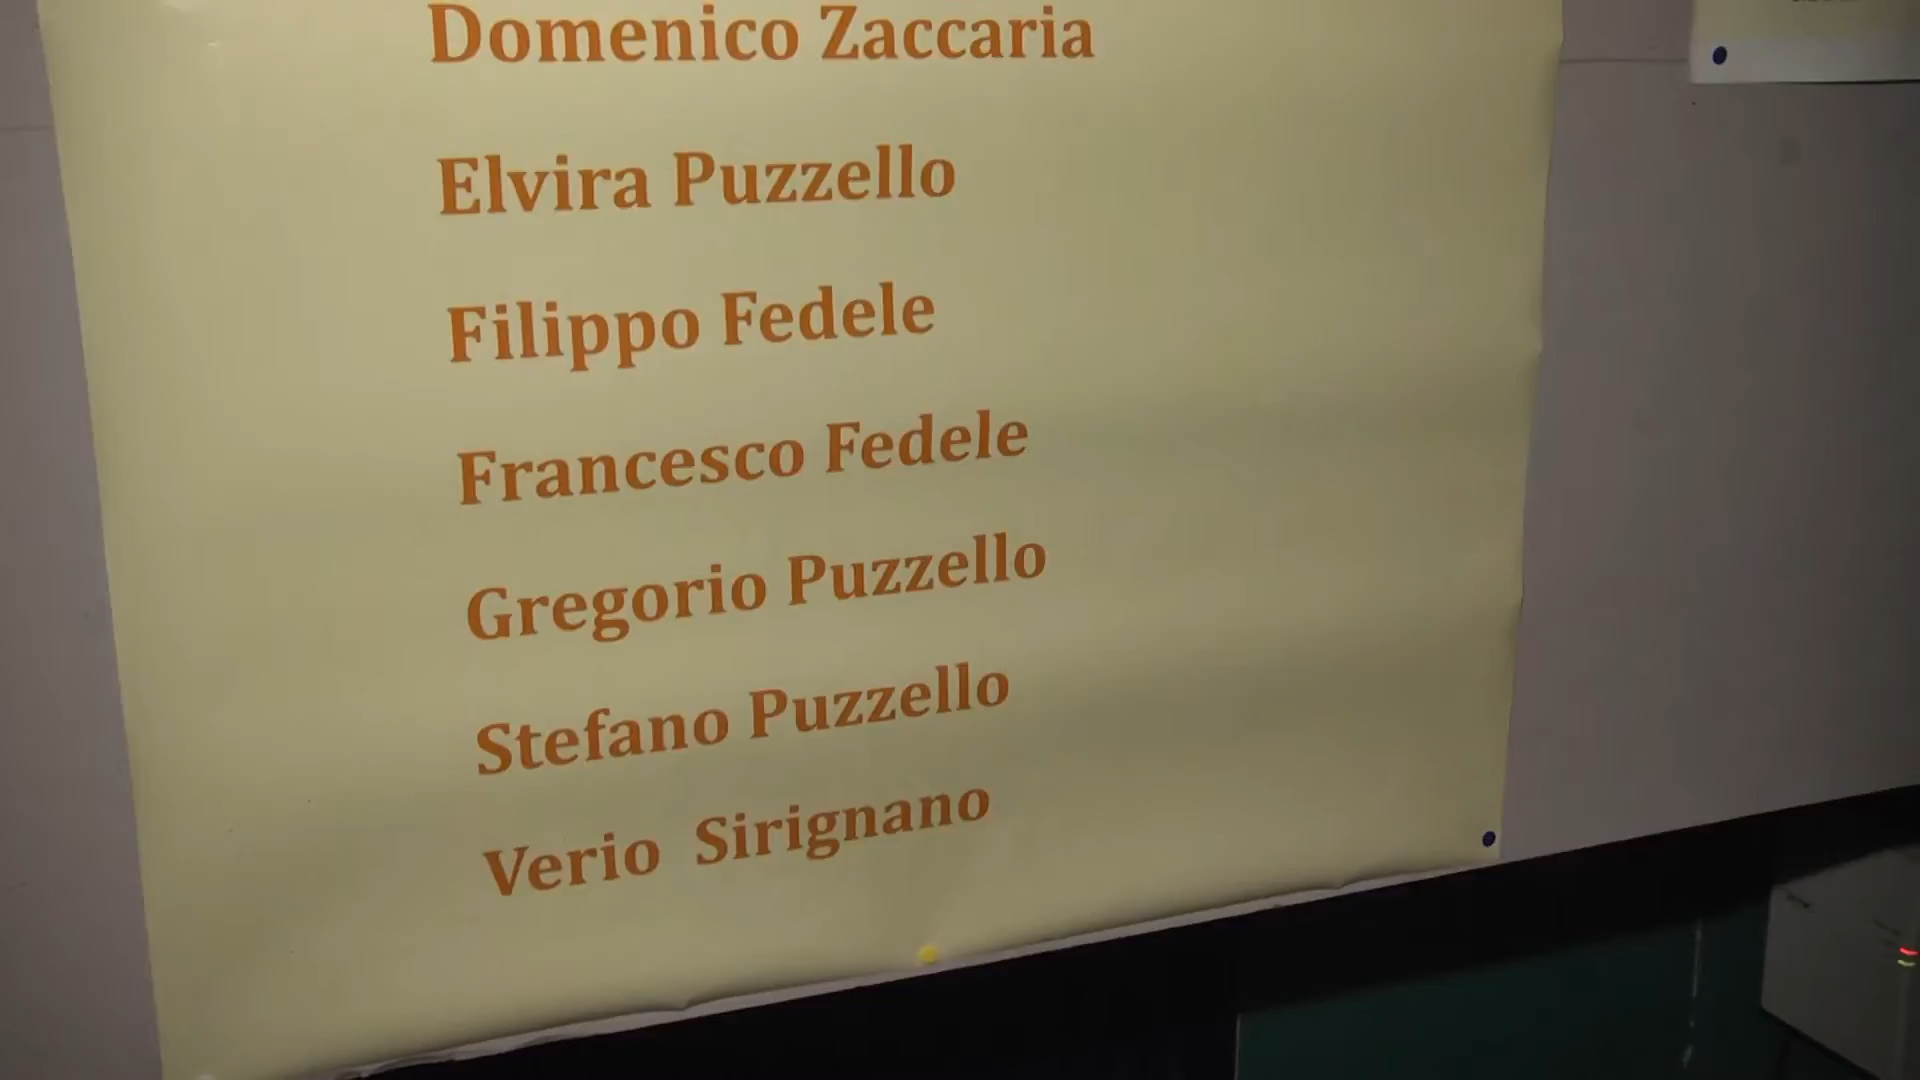 Domenico Zaccaria
Elvira Puzzello
Filippo Fedele
Francesco Fedele
Gregorio Puzzello
Stefano Puzzello
Verio Sirignano